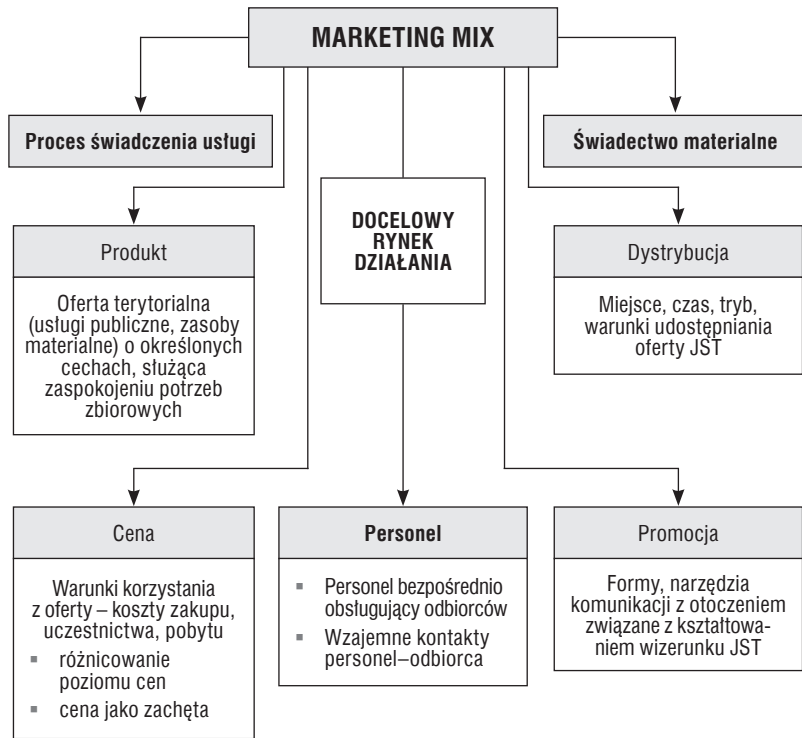 MARKETING MIX
Proces świadczenia usługi
Świadectwo materialne
DOCELOWY
RYNEK
DZIAŁANIA
Produkt
Oferta terytorialna
(usługi publiczne, zasoby
materialne) o określonych
cechach, służąca
zaspokojeniu potrzeb
zbiorowych
Dystrybucja
Miejsce, czas, tryb,
warunki udostępniania
oferty JST
Cena
Warunki korzystania
z oferty – koszty zakupu,
uczestnictwa, pobytu
▪ różnicowanie
poziomu cen
▪ cena jako zachęta
Personel
▪ Personel bezpośrednio
obsługujący odbiorców
▪ Wzajemne kontakty
personel–odbiorca
Promocja
Formy, narzędzia
komunikacji z otoczeniem
związane z kształtowa-
niem wizerunku JST